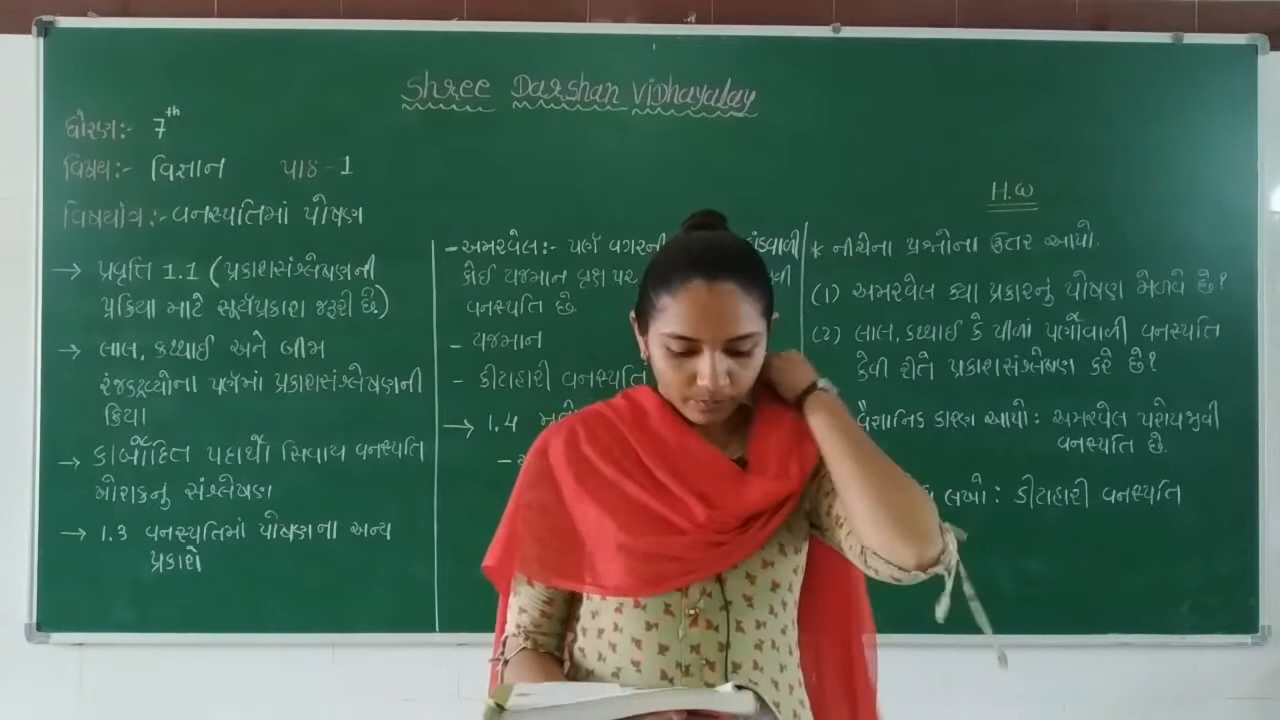 Shree Darshan Vidhayalay
ધોરણ:- 7th
વિષય:- વિજ્ઞાન પાઠ - 1
વિષયાંગ:- વનસ્પતિમાં પોષણ
→ પ્રવૃત્તિ 1.1 (પ્રકાશસંશ્લેષણની
પ્રક્રિયા માટે સૂર્યપ્રકાશ જરૂરી છે)
→ લાલ, કથ્થાઈ અને બીમ
રંજકદ્રવ્યોના પર્ણમાં પ્રકાશસંશ્લેષણની
ક્રિયા
→ કાર્બોદિત પદાર્થો સિવાય વનસ્પતિ
ખોરાકનુ સંશ્લેષણ
→ 1.3 વનસ્પતિમાં પોષણના અન્ય
પ્રકારો
- અમરવેલ:- પર્ણ વગરની
કોઈ યજમાન વૃક્ષ પર
વનસ્પતિ છે.
- યજમાન
- કીટાહારી વનસ્પતિ
→ 1.4
H.W
* નીચેના પ્રશ્નોના ઉતર આપો.
(1) અમરવેલ ક્યા પ્રકારનુ પોષણ મેળવે છે?
(2) લાલ, કથ્થાઈ કે પીળાં પર્ણોવાળી વનસ્પતિ
કેવી રીતે પ્રકાશસંશ્લેષણ કરે છે?
વૈજ્ઞાનિક કારણ આપો: અમરવેલ પરોપજીવી
વનસ્પતિ છે.
લખો: કીટાહારી વનસ્પતિ